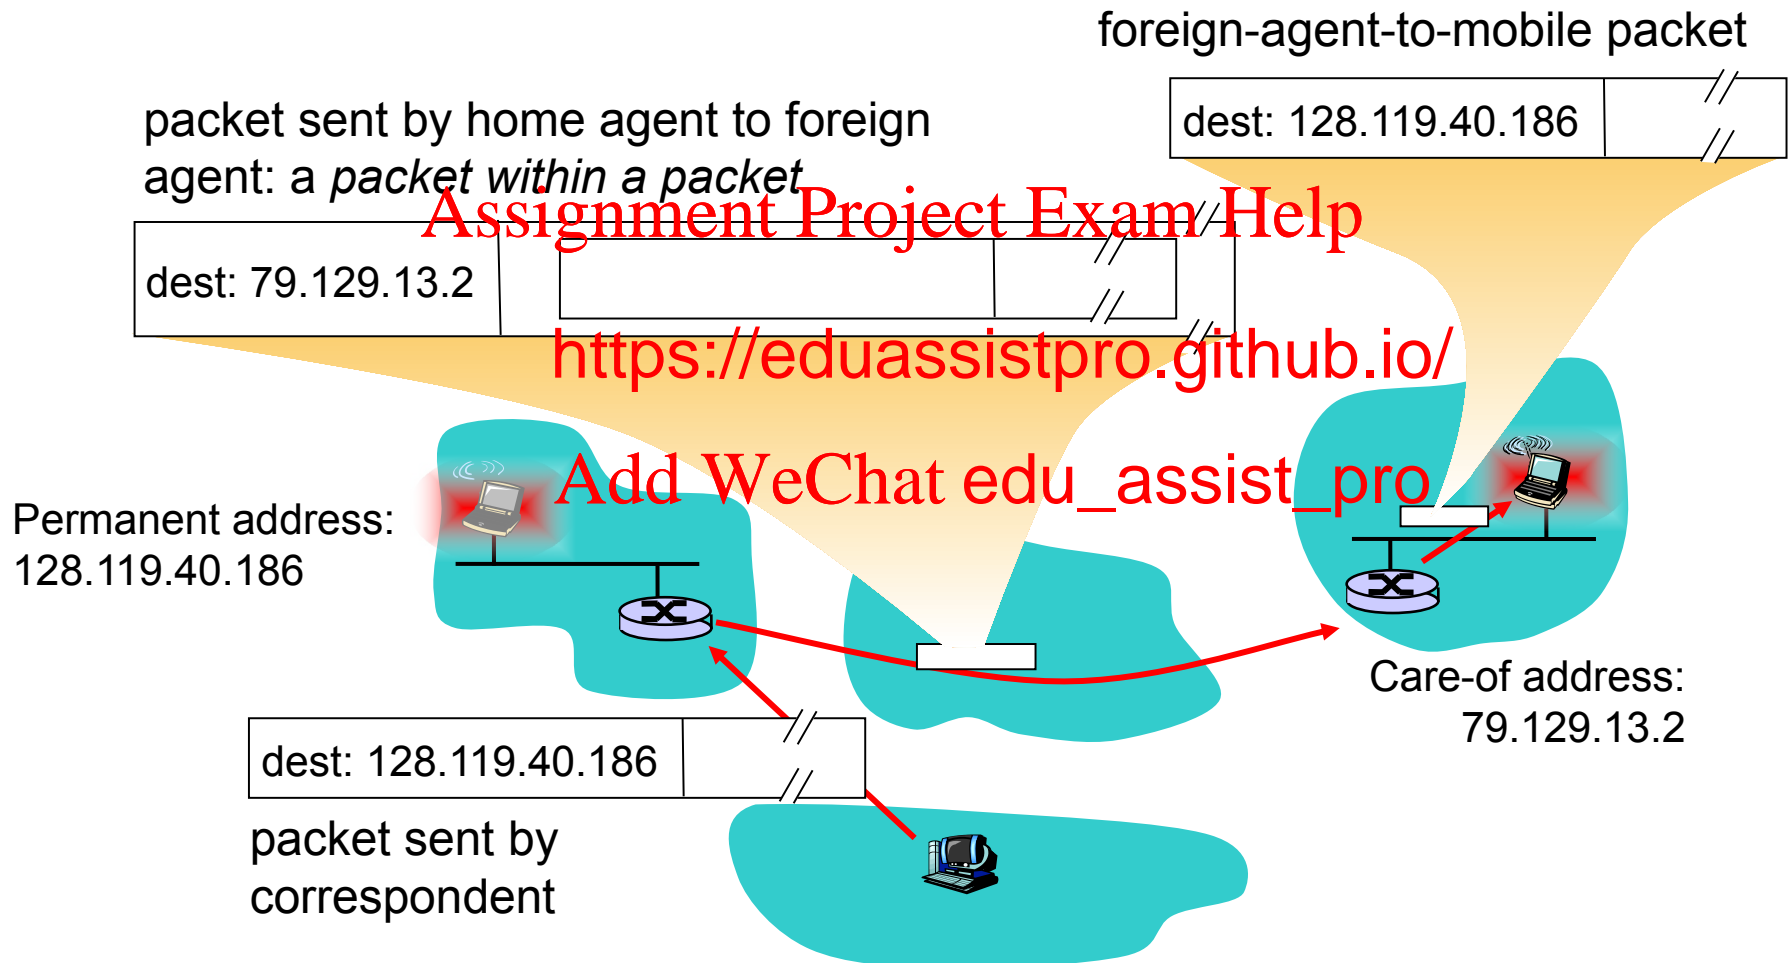 foreign-agent-to-mobile packet
dest: 128.119.40.186
packet sent by home agent to foreign
agent: a packet within a packet
Assignment Project Exam Help
dest: 79.129.13.2
https://eduassistpro.github.io/
Add WeChat edu_assist_pro
Permanent address:
128.119.40.186
Care-of address:
79.129.13.2
dest: 128.119.40.186
packet sent by
correspondent